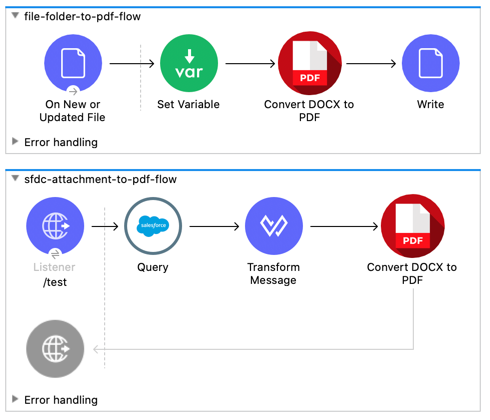 file-folder-to-pdf-flow
var
PDF
On New or
Updated File
Set Variable
Convert DOCX to
PDF
Write
Error handling
sfdc-attachment-to-pdf-flow
salesforce
PDF
Listener
/test
Query
Transform
Message
Convert DOCX to
PDF
Error handling